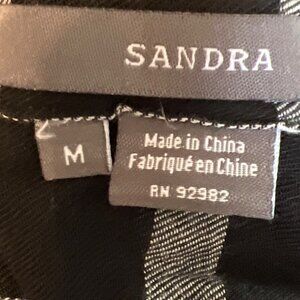 SANDRA
M
Made in China
Fabriqué en Chine
RN 92982